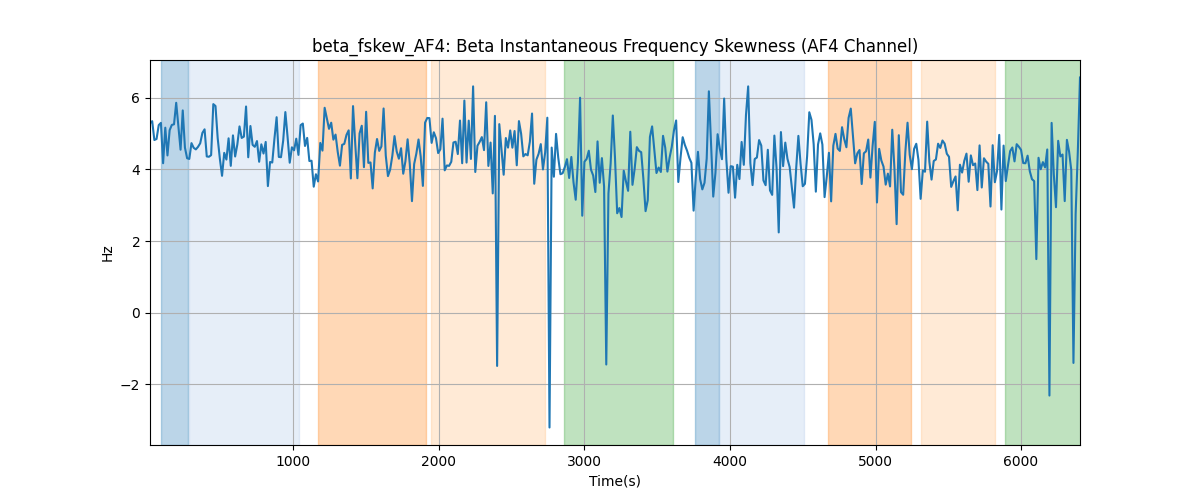 beta_fskew_AF4: Beta Instantaneous Frequency Skewness (AF4 Channel)
6
4
2
0
−2
Hz
1000 2000 3000 4000 5000 6000
Time(s)